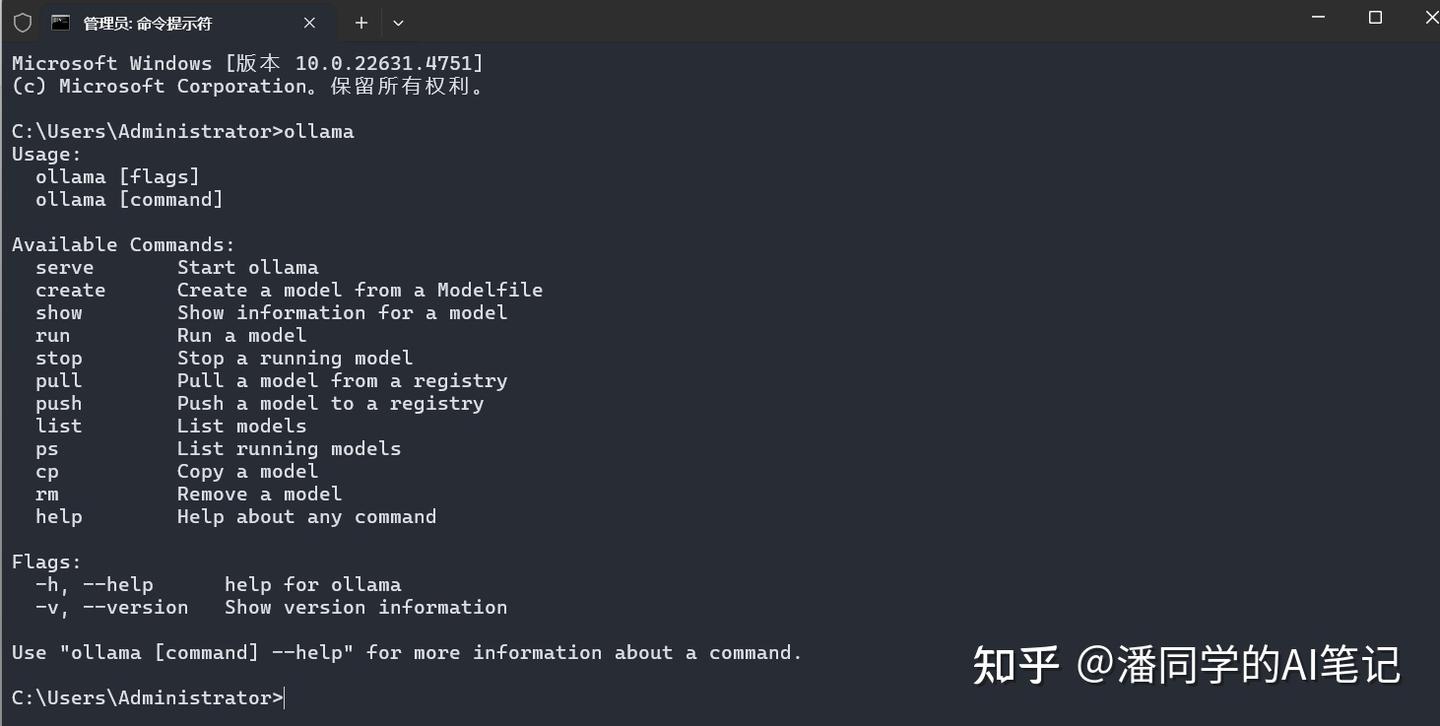 管理员: 命令提示符
Microsoft Windows [版本 10.0.22631.4751]
(c) Microsoft Corporation。保留所有权利。
C:\Users\Administrator>ollama
Usage:
  ollama [flags]
  ollama [command]
Available Commands:
  serve       Start ollama
  create      Create a model from a Modelfile
  show        Show information for a model
  run         Run a model
  stop        Stop a running model
  pull        Pull a model from a registry
  push        Push a model to a registry
  list        List models
  ps          List running models
  cp          Copy a model
  rm          Remove a model
  help        Help about any command
Flags:
  -h, --help      help for ollama
  -v, --version   Show version information
Use "ollama [command] --help" for more information about a command.
C:\Users\Administrator>
知乎 @潘同学的AI笔记